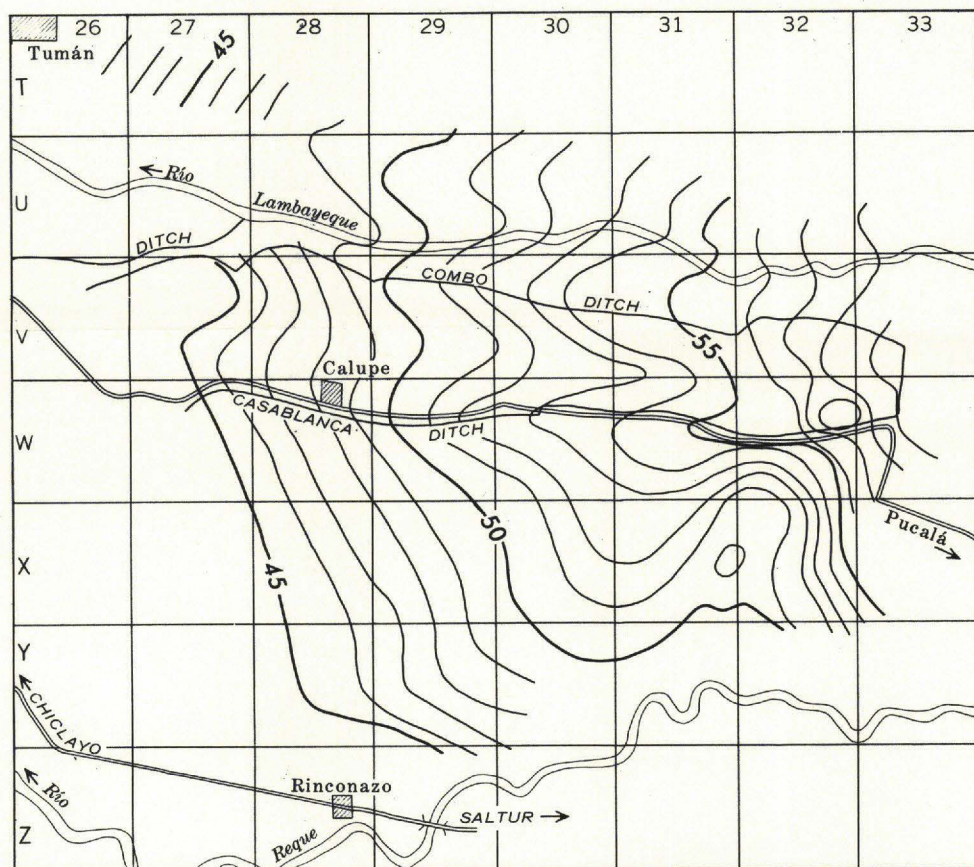 26 27 28 29 30 31 32 33
Tumán
45
T
Río
U
Lambayeque
DITCH
COMBO
DITCH
V
55
Calupe
CASABLANCA
DITCH
W
50
Pucalá
X
45
Y
CHICLAYO
Rinconazo
Río
SALTUR
Z
Reque